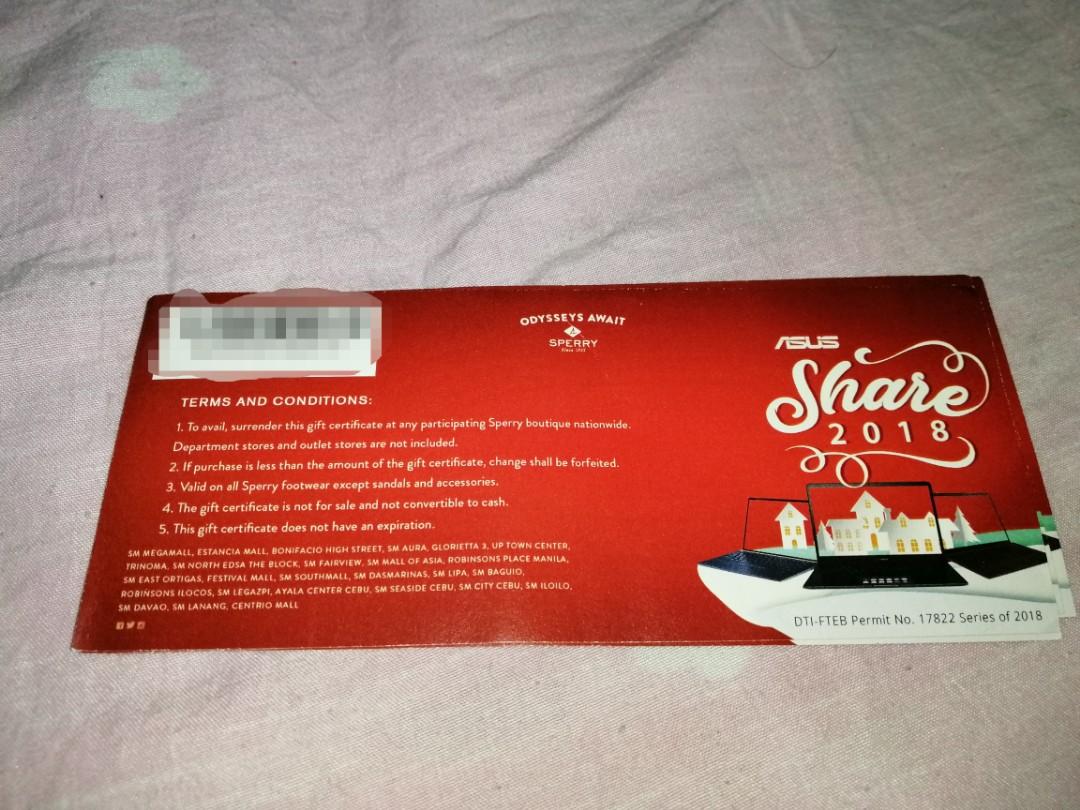 ODYSSEYS AWAIT
SPERRY
Since 1935
TERMS AND CONDITIONS:
1. To avail, surrender this gift certificate at any participating Sperry boutique nationwide.
Department stores and outlet stores are not included.
2. If purchase is less than the amount of the gift certificate, change shall be forfeited.
3. Valid on all Sperry footwear except sandals and accessories.
4. The gift certificate is not for sale and not convertible to cash.
5. This gift certificate does not have an expiration.
SM MEGAMALL, ESTANCIA MALL, BONIFACIO HIGH STREET, SM AURA, GLORIETTA 3, UP TOWN CENTER,
TRINOMA, SM NORTH EDSA THE BLOCK, SM FAIRVIEW, SM MALL OF ASIA, ROBINSONS PLACE MANILA,
SM EAST ORTIGAS, FESTIVAL MALL, SM SOUTHMALL, SM DASMARINAS, SM LIPA, SM BAGUIO,
ROBINSONS ILOCOS, SM LEGAZPI, AYALA CENTER CEBU, SM SEASIDE CEBU, SM CITY CEBU, SM ILOILO,
SM DAVAO, SM LANANG, CENTRIO MALL
ASUS
Share
2018
DTI-FTEB Permit No. 17822 Series of 2018